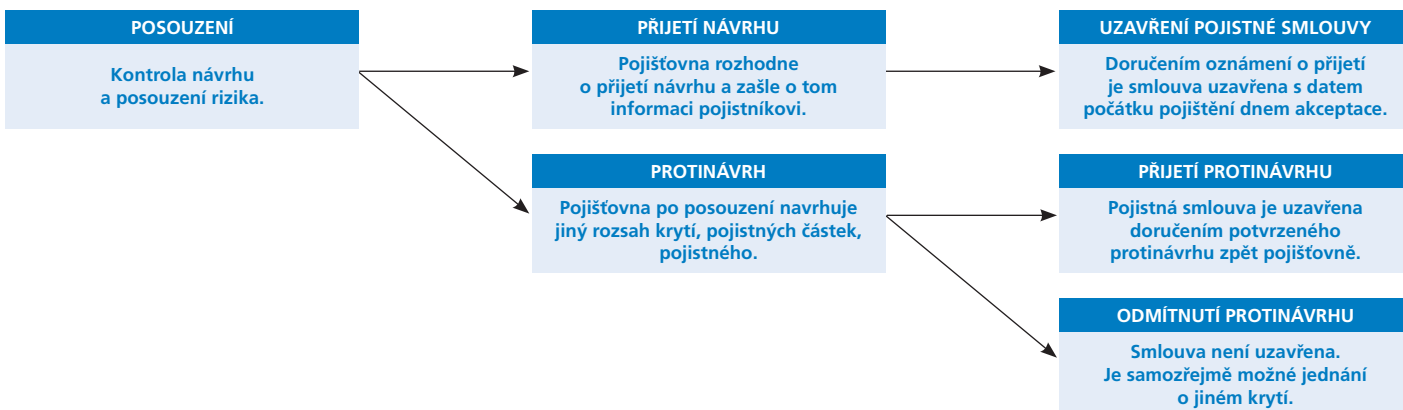 POSOUZENÍ
Kontrola návrhu
a posouzení rizika.
PŘIJETÍ NÁVRHU
Pojišťovna rozhodne
o přijetí návrhu a zašle o tom
informaci pojistníkovi.
UZAVŘENÍ POJISTNÉ SMLOUVY
Doručením oznámení o přijetí
je smlouva uzavřena s datem
počátku pojištění dnem akceptace.
PROTINÁVRH
Pojišťovna po posouzení navrhuje
jiný rozsah krytí, pojistných částek,
pojistného.
PŘIJETÍ PROTINÁVRHU
Pojistná smlouva je uzavřena
doručením potvrzeného
protinávrhu zpět pojišťovně.
ODMÍTNUTÍ PROTINÁVRHU
Smlouva není uzavřena.
Je samozřejmě možné jednání
o jiném krytí.